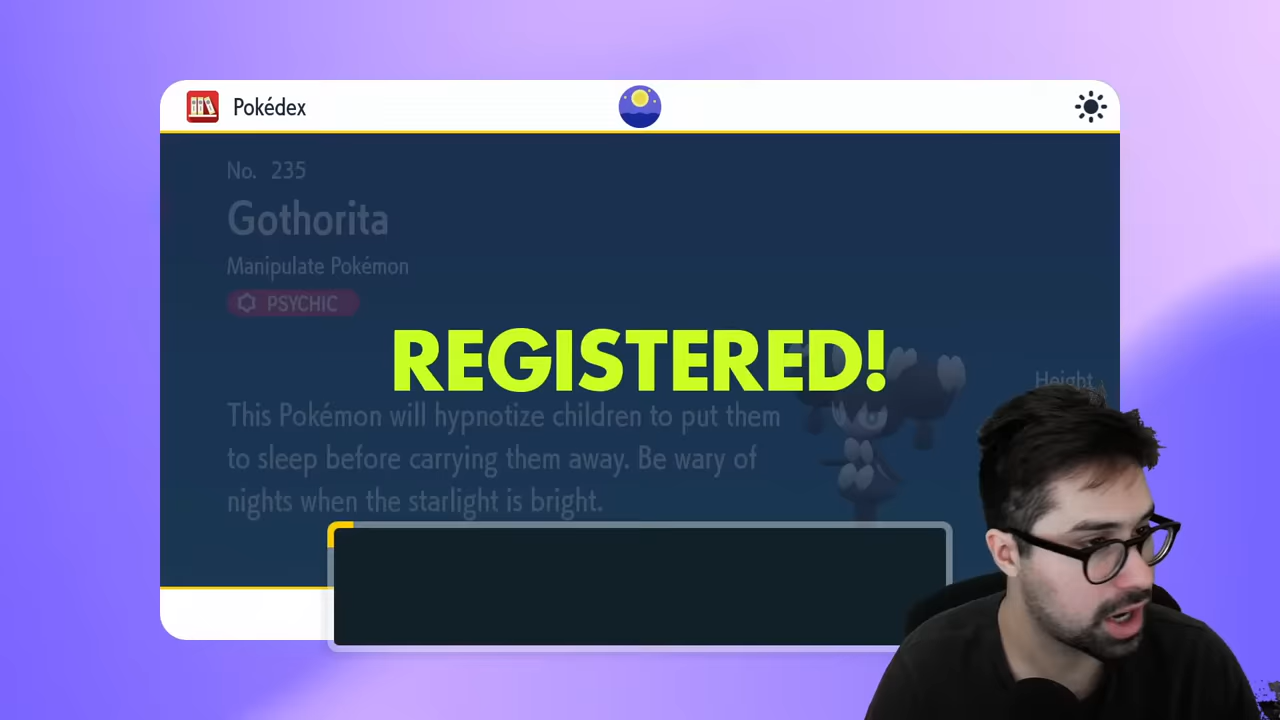 Pokédex
No. 235
Gothorita
Manipulate Pokémon
PSYCHIC
REGISTERED!
Height
This Pokémon will hypnotize children to put them
to sleep before carrying them away. Be wary of
nights when the starlight is bright.